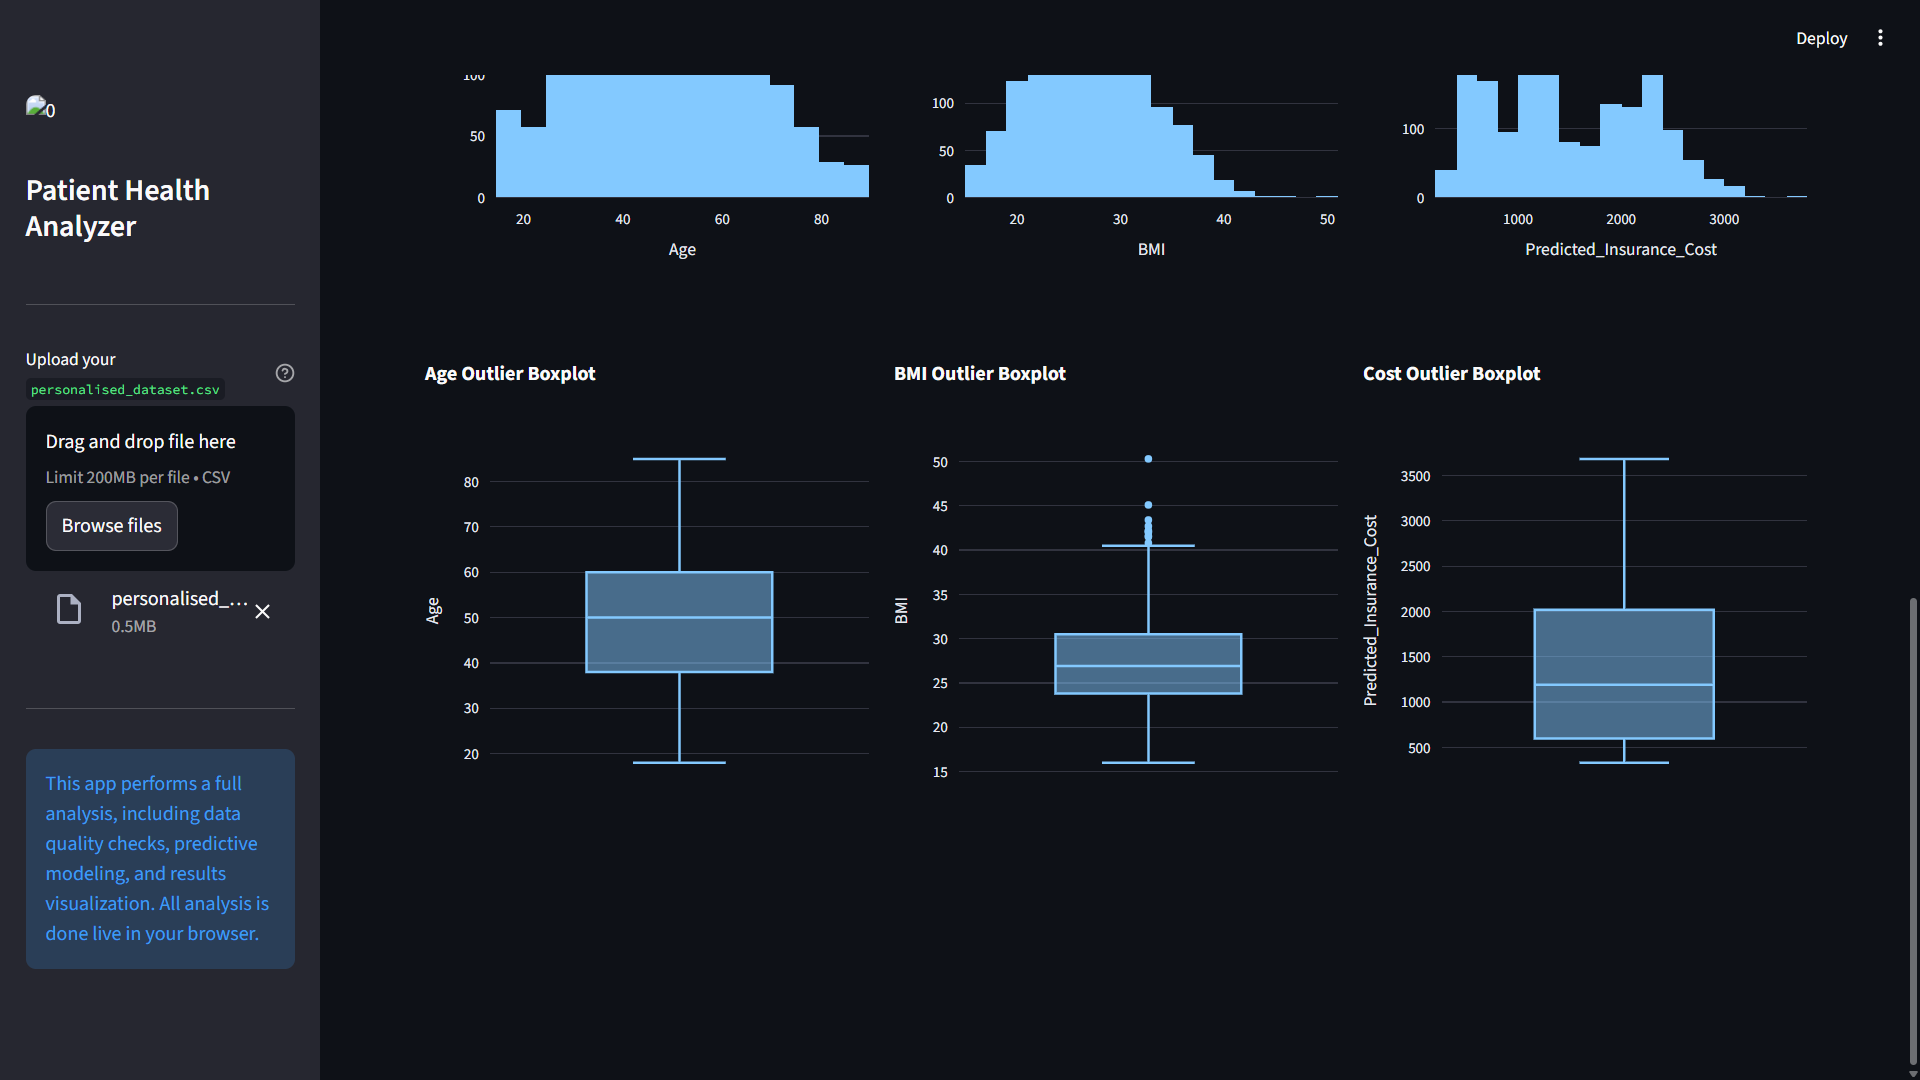 Deploy
0
Patient Health
Analyzer
Upload your
personalised_dataset.csv
Drag and drop file here
Limit 200MB per file • CSV
Browse files
personalised_...
0.5MB
This app performs a full
analysis, including data
quality checks, predictive
modeling, and results
visualization. All analysis is
done live in your browser.
100
50
0
20 40 60 80
Age
100
50
0
20 30 40 50
BMI
100
0
1000 2000 3000
Predicted_Insurance_Cost
Age Outlier Boxplot
80
70
60
50
40
30
20
Age
BMI Outlier Boxplot
50
45
40
35
30
25
20
15
BMI
Cost Outlier Boxplot
3500
3000
2500
2000
1500
1000
500
Predicted_Insurance_Cost